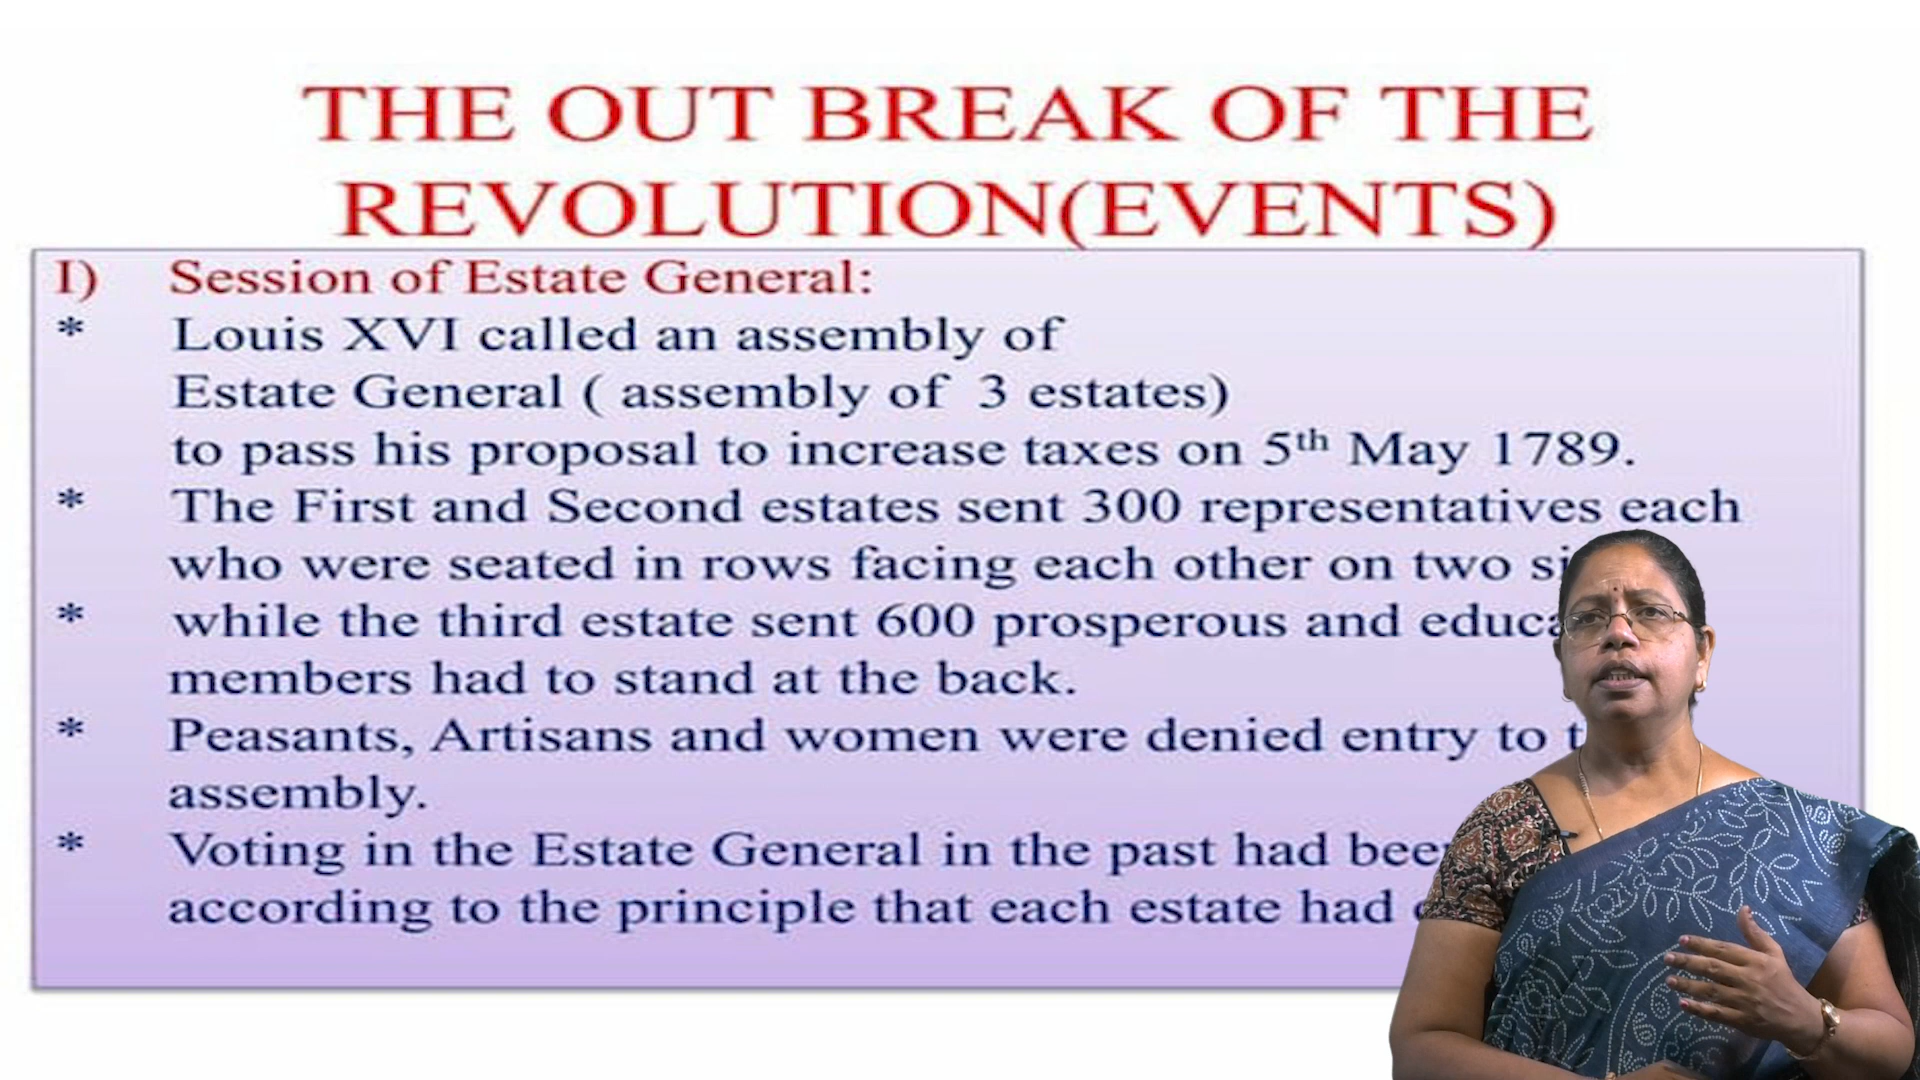 THE OUT BREAK OF THE
REVOLUTION(EVENTS)
I) Session of Estate General:
* Louis XVI called an assembly of
Estate General ( assembly of 3 estates)
to pass his proposal to increase taxes on 5th May 1789.
* The First and Second estates sent 300 representatives each
who were seated in rows facing each other on two
* while the third estate sent 600 prosperous and
members had to stand at the back.
* Peasants, Artisans and women were denied entry to
assembly.
* Voting in the Estate General in the past had
according to the principle that each estate had